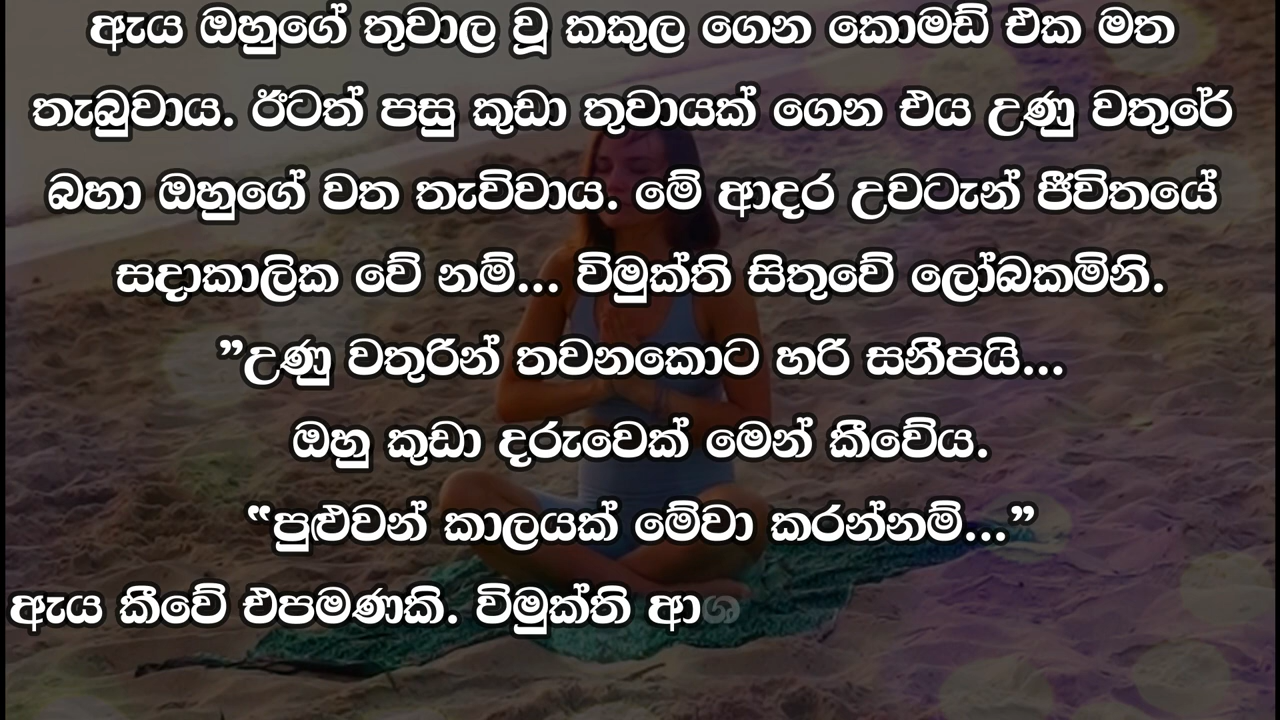 ඇය ඔහුගේ තුවාල වූ කකුල ගෙන කොමඩ් එක මත
තැබුවාය. ඊටත් පසු කුඩා තුවායක් ගෙන එය උණු වතුරේ
බහා ඔහුගේ වත තැව්වාය. මේ ආදර උවටැන් ජීවිතයේ
සදාකාලික වේ නම්... විමුක්ති සිතුවේ ලෝබකමිනි.
”උණු වතුරින් තවනකොට හරි සනීපයි...
ඔහු කුඩා දරුවෙක් මෙන් කීවේය.
“පුළුවන් කාලයක් මේවා කරන්නම්...”
ඇය කීවේ එපමණකි. විමුක්ති ආශ